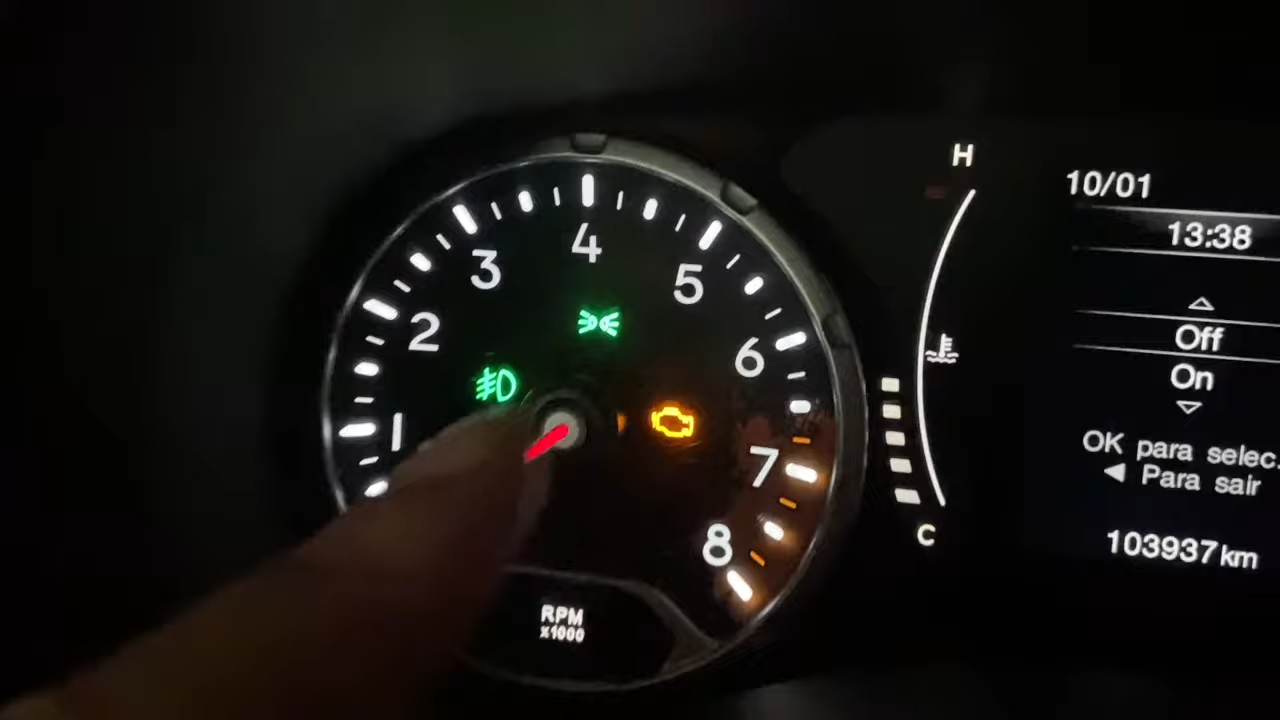 1
2
3
4
5
6
7
8
RPM
x1000
H
C
10/01
13:38
Off
On
OK para selec.
Para sair
103937km